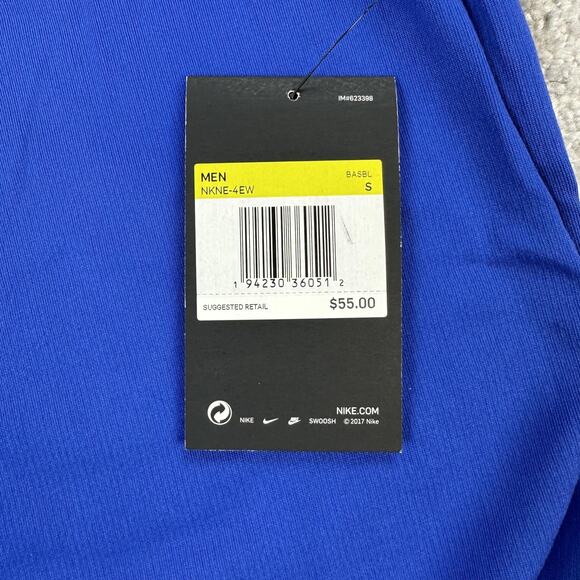 IM#623398
MEN BASBL
NKNE-4EW S
1 94230 36051 2
SUGGESTED RETAIL $55.00
NIKE.COM
NIKE SWOOSH © 2017 Nike